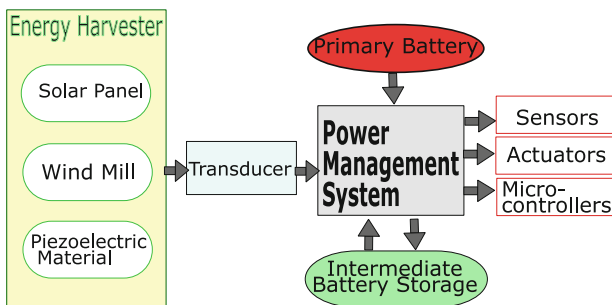 Energy Harvester
Solar Panel
Wind Mill
Piezoelectric
Material
Transducer
Primary Battery
Power
Management
System
Intermediate
Battery Storage
Sensors
Actuators
Micro-
controllers